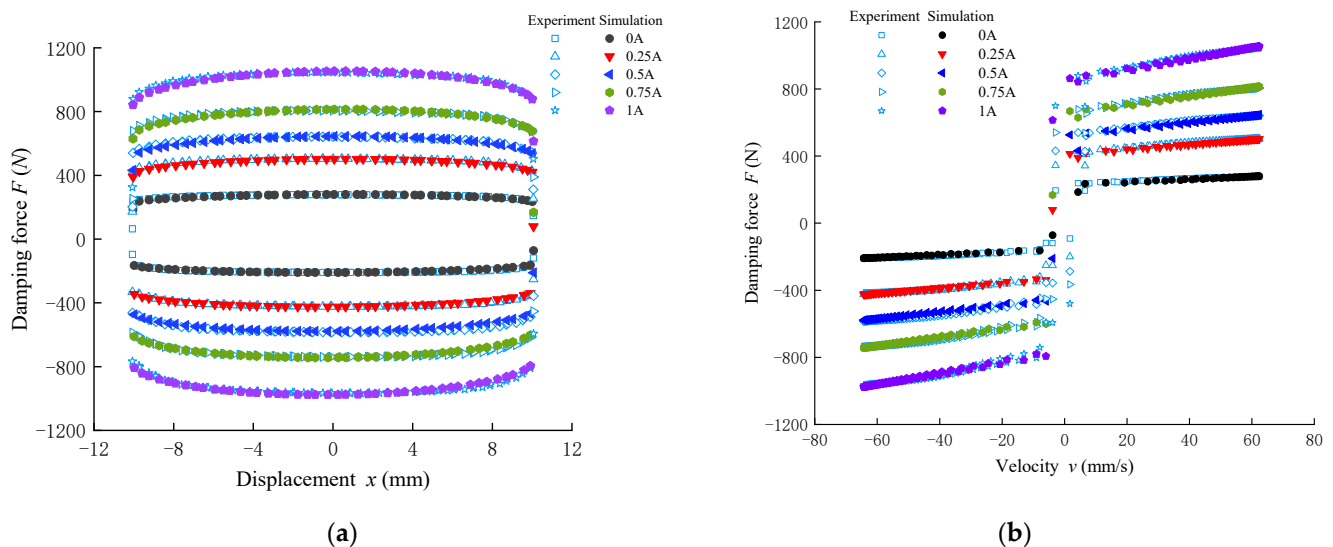 Experiment Simulation
0A
0.25A
0.5A
0.75A
1A
1200
800
400
0
−400
−800
−1200
−12
−8
−4
0
4
8
12
Damping force F (N)
Displacement x (mm)
(a)
Experiment Simulation
0A
0.25A
0.5A
0.75A
1A
1200
800
400
0
−400
−800
−1200
−80
−60
−40
−20
0
20
40
60
80
Damping force F (N)
Velocity v (mm/s)
(b)